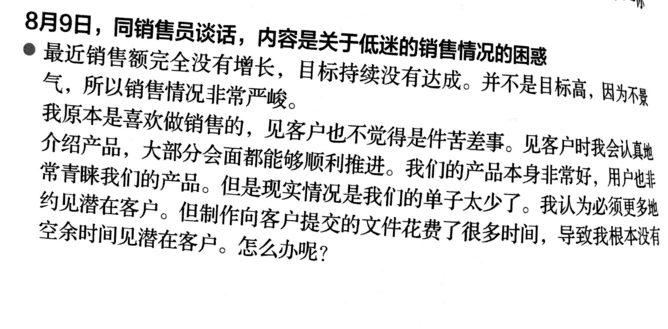 8月9日，同销售员谈话，内容是关于低迷的销售情况的困惑
● 最近销售额完全没有增长，目标持续没有达成。并不是目标高，因为不景
气，所以销售情况非常严峻。
我原本是喜欢做销售的，见客户也不觉得是件苦差事。见客户时我会认真地
介绍产品，大部分会面都能够顺利推进。我们的产品本身非常好，用户也非
常青睐我们的产品。但是现实情况是我们的单子太少了。我认为必须更多地
约见潜在客户。但制作向客户提交的文件花费了很多时间，导致我根本没有
空余时间见潜在客户。怎么办呢？